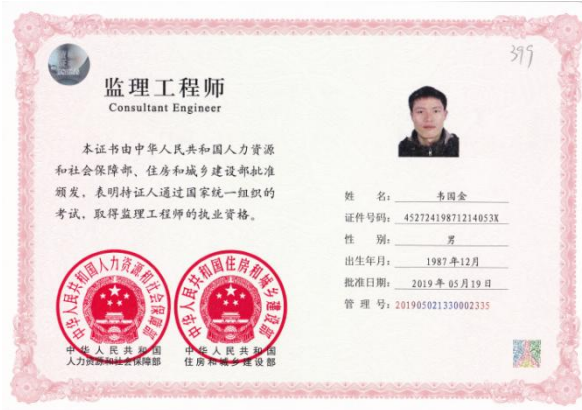 399
监理工程师
Consultant Engineer
本证书由中华人民共和国人力资源
和社会保障部、住房和城乡建设部批准
颁发，表明持证人通过国家统一组织的
考试，取得监理工程师的执业资格。
中华人民共和国人力资源和社会保障部
中华人民共和国住房和城乡建设部
中华人民共和国
人力资源和社会保障部
中华人民共和国
住房和城乡建设部
姓 名：韦国金
证件号码：45272419871214053X
性 别：男
出生年月：1987年12月
批准日期：2019年05月19日
管 理 号：201905021330002335